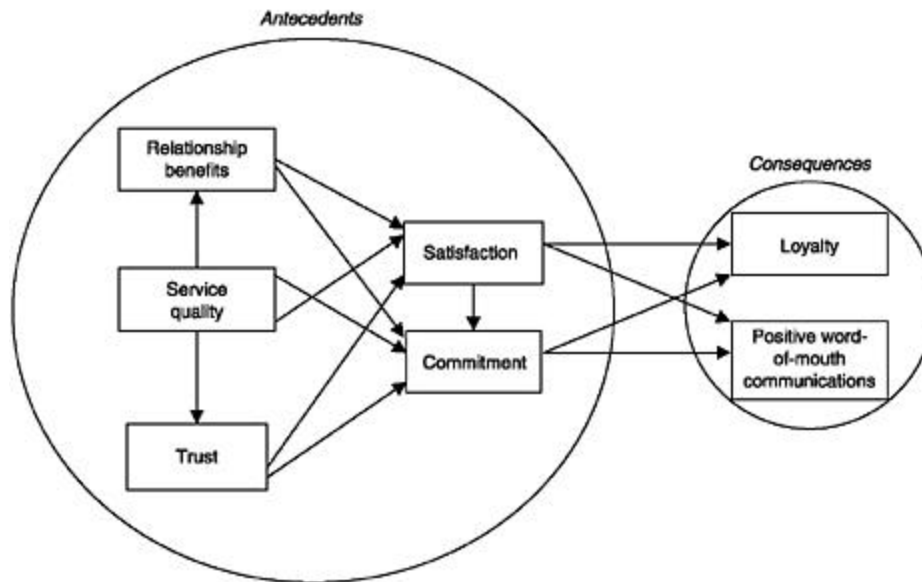 Antecedents
Relationship
benefits
Consequences
Satisfaction
Loyalty
Service
quality
Commitment
Positive word-
of-mouth
communications
Trust